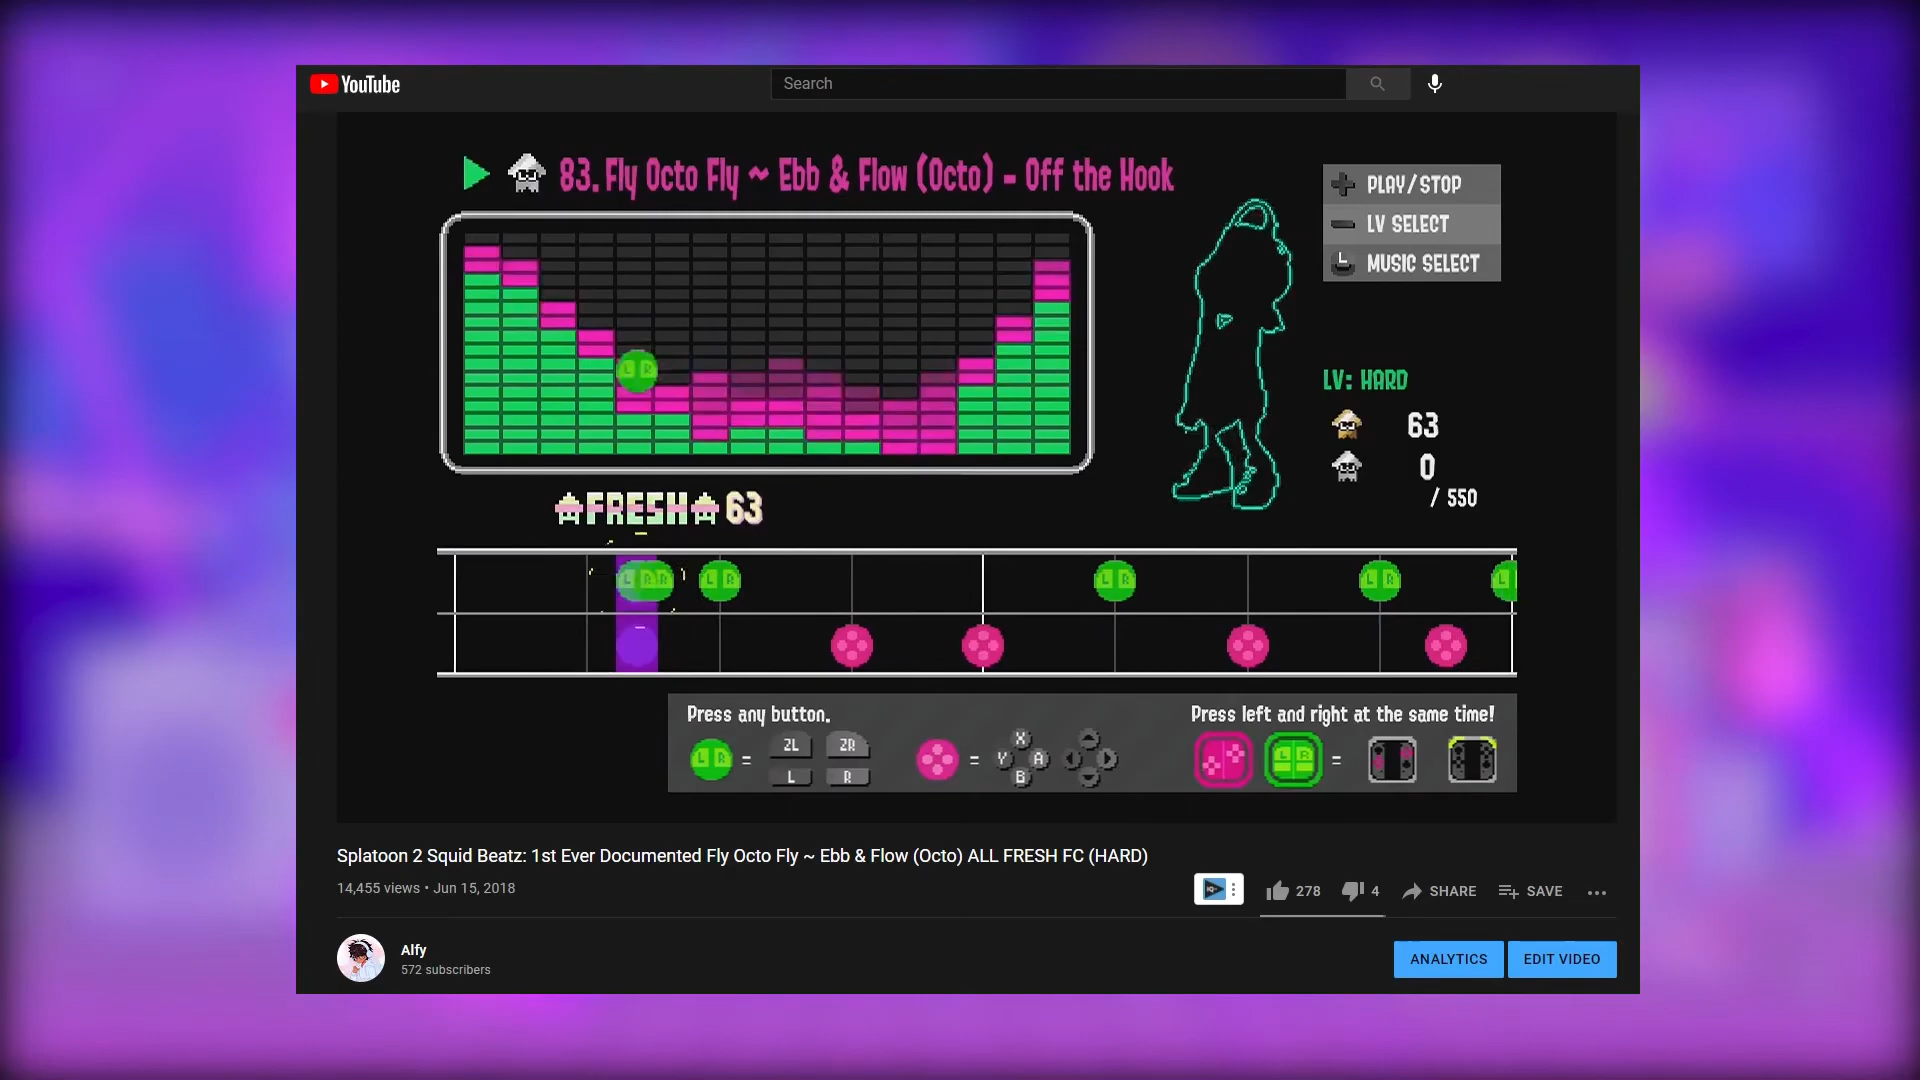 YouTube
Search
83. Fly Octo Fly ~ Ebb & Flow (Octo) - Off the Hook
PLAY/STOP
LV SELECT
L MUSIC SELECT
L R
LV: HARD
63
0
/ 550
FRESH 63
L R R
L R
L R
L R
L
Press any button.
L R = ZL ZR L R
= X Y A B
Press left and right at the same time!
L R =
Splatoon 2 Squid Beatz: 1st Ever Documented Fly Octo Fly ~ Ebb & Flow (Octo) ALL FRESH FC (HARD)
14,455 views • Jun 15, 2018
278
4
SHARE
SAVE
Alfy
572 subscribers
ANALYTICS
EDIT VIDEO